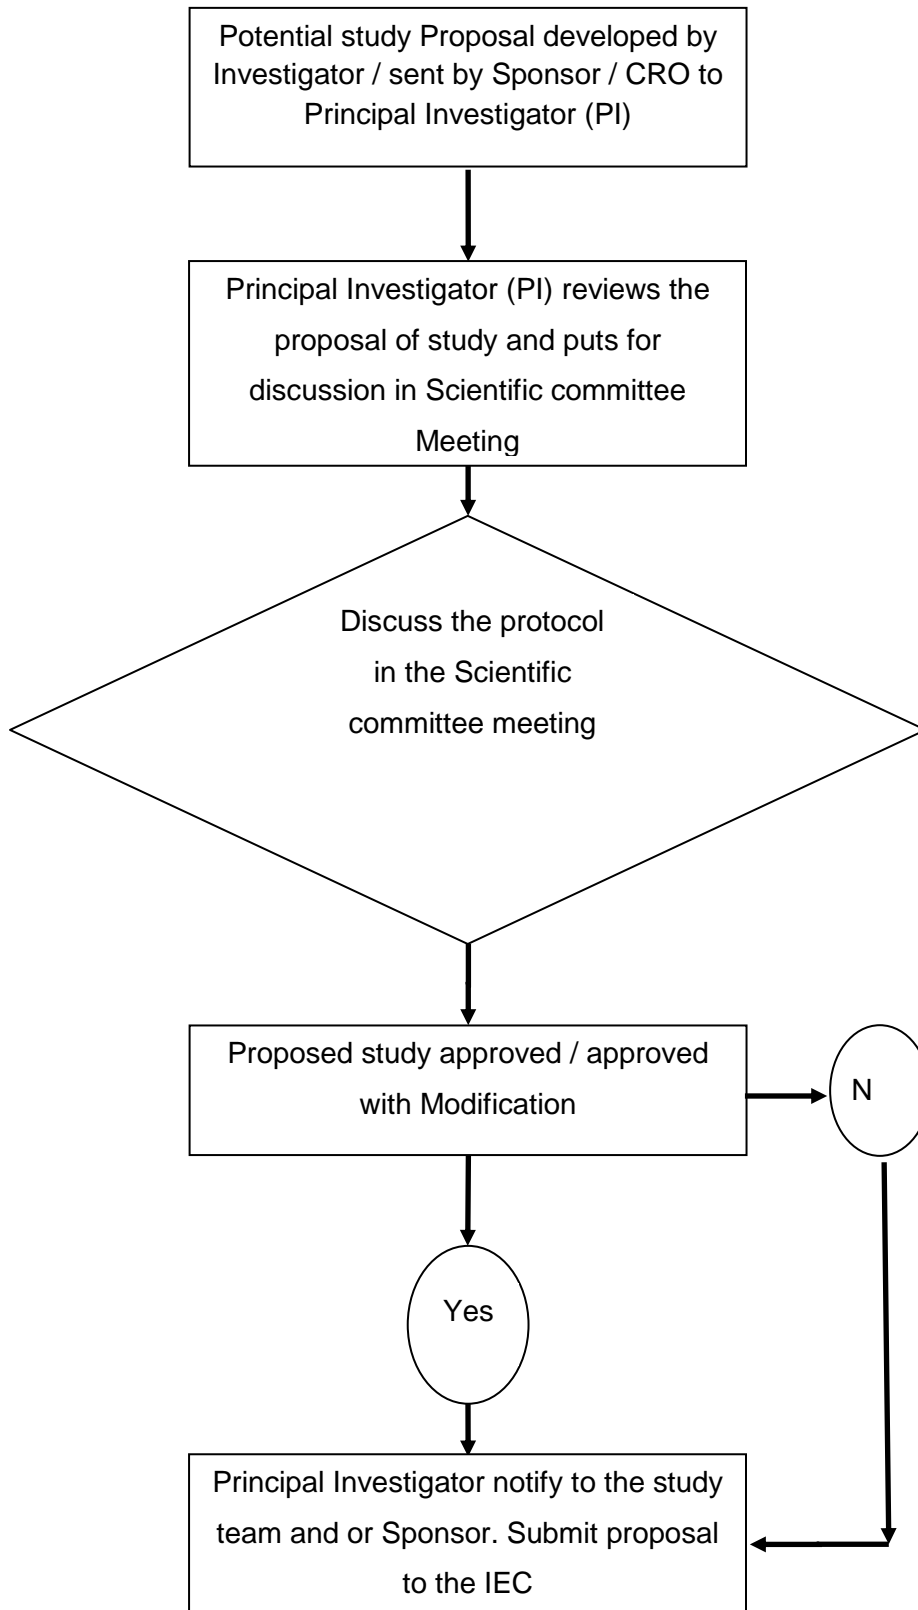 Potential study Proposal developed by
Investigator / sent by Sponsor / CRO to
Principal Investigator (PI)
Principal Investigator (PI) reviews the
proposal of study and puts for
discussion in Scientific committee
Meeting
Discuss the protocol
in the Scientific
committee meeting
Proposed study approved / approved
with Modification
N
Yes
Principal Investigator notify to the study
team and or Sponsor. Submit proposal
to the IEC